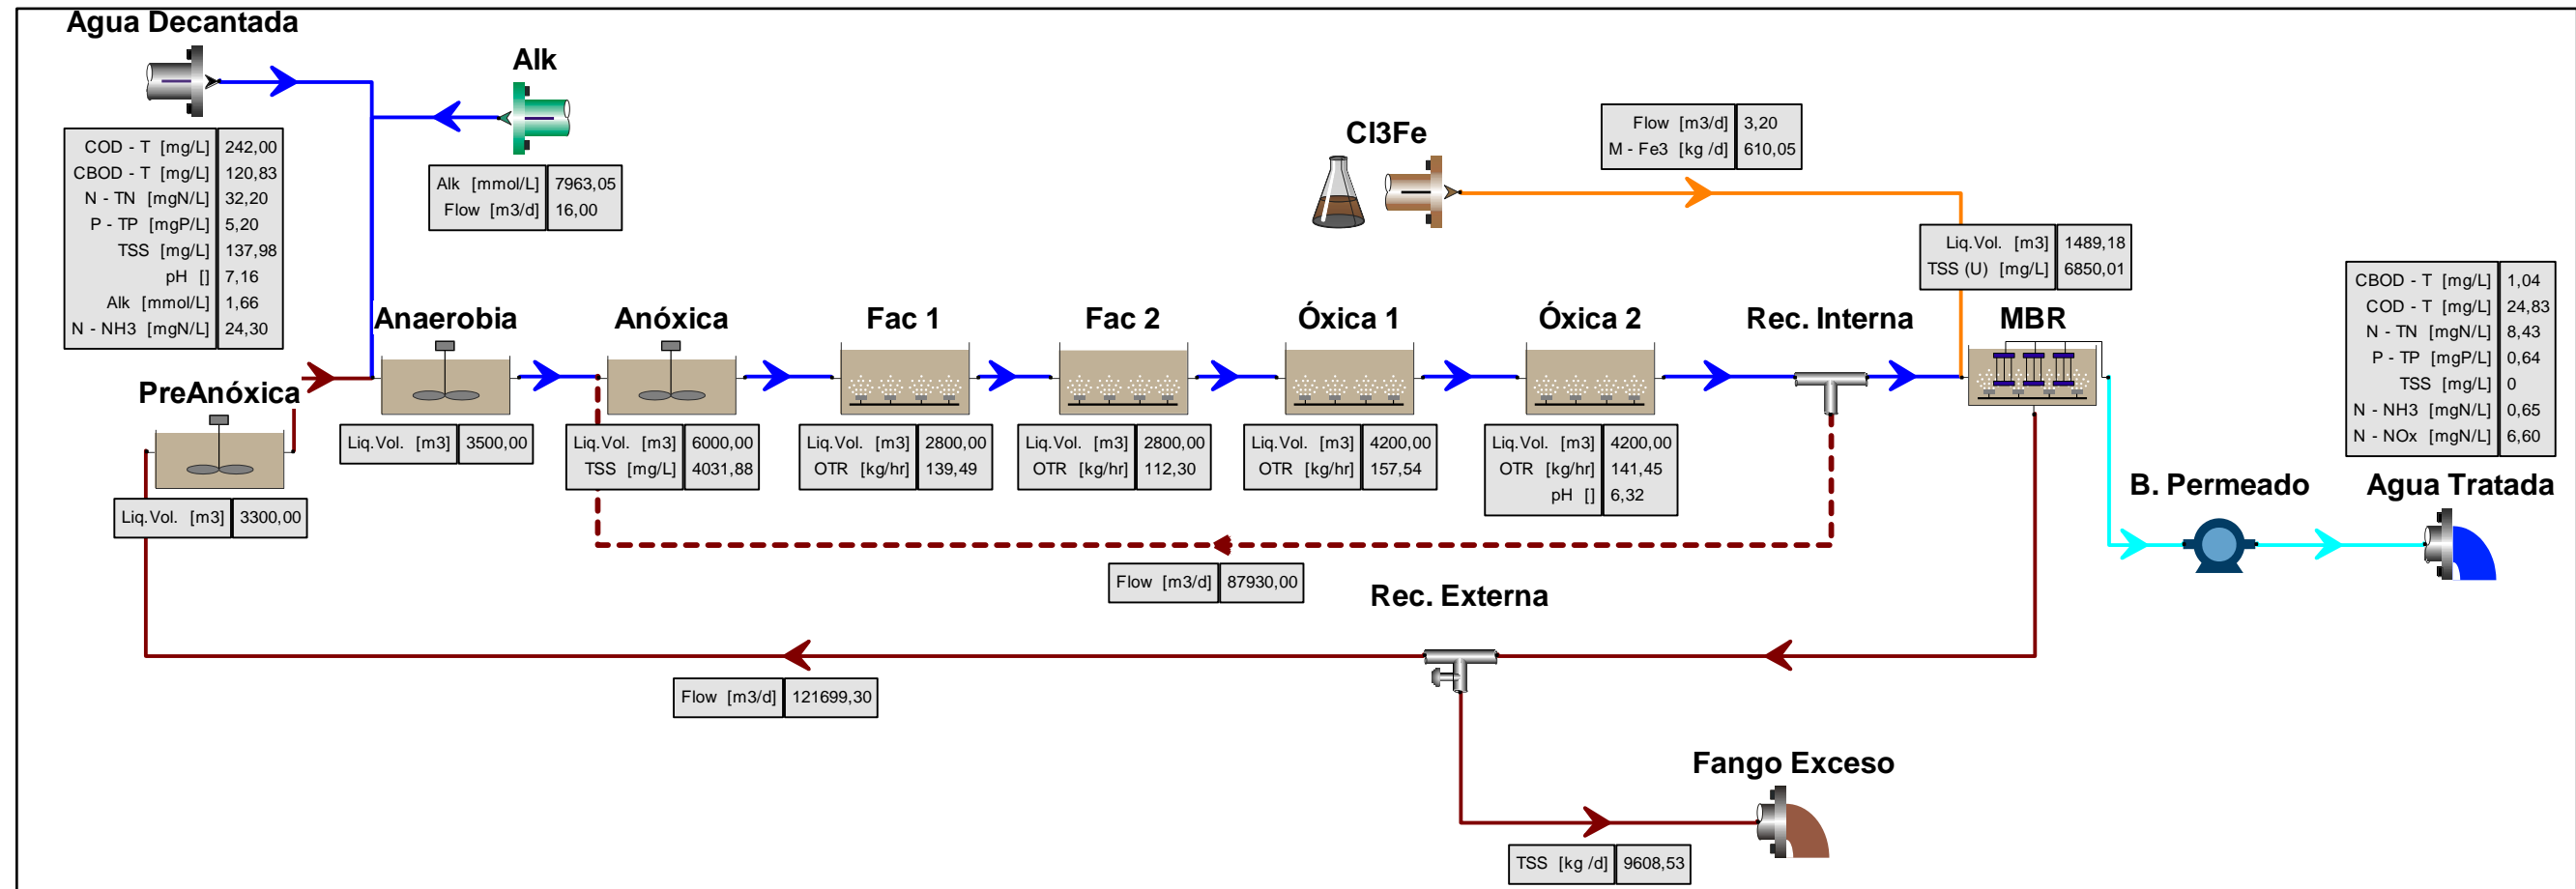 Agua Decantada
COD - T [mg/L] 242,00
CBOD - T [mg/L] 120,83
N - TN [mgN/L] 32,20
P - TP [mgP/L] 5,20
TSS [mg/L] 137,98
pH [] 7,16
Alk [mmol/L] 1,66
N - NH3 [mgN/L] 24,30
Alk
Alk [mmol/L] 7963,05
Flow [m3/d] 16,00
Cl3Fe
Flow [m3/d] 3,20
M - Fe3 [kg /d] 610,05
PreAnóxica
Liq.Vol. [m3] 3300,00
Anaerobia
Liq.Vol. [m3] 3500,00
Anóxica
Liq.Vol. [m3] 6000,00
TSS [mg/L] 4031,88
Fac 1
Liq.Vol. [m3] 2800,00
OTR [kg/hr] 139,49
Fac 2
Liq.Vol. [m3] 2800,00
OTR [kg/hr] 112,30
Óxica 1
Liq.Vol. [m3] 4200,00
OTR [kg/hr] 157,54
Óxica 2
Liq.Vol. [m3] 4200,00
OTR [kg/hr] 141,45
pH [] 6,32
Rec. Interna
Liq.Vol. [m3] 1489,18
TSS (U) [mg/L] 6850,01
MBR
CBOD - T [mg/L] 1,04
COD - T [mg/L] 24,83
N - TN [mgN/L] 8,43
P - TP [mgP/L] 0,64
TSS [mg/L] 0
N - NH3 [mgN/L] 0,65
N - NOx [mgN/L] 6,60
B. Permeado
Agua Tratada
Flow [m3/d] 87930,00
Rec. Externa
Flow [m3/d] 121699,30
Fango Exceso
TSS [kg /d] 9608,53